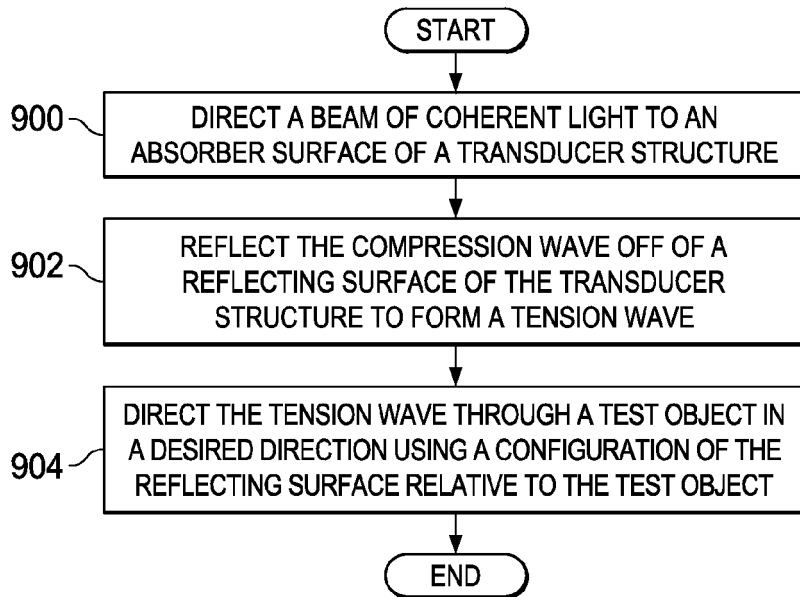 START
900
DIRECT A BEAM OF COHERENT LIGHT TO AN
ABSORBER SURFACE OF A TRANSDUCER STRUCTURE
902
REFLECT THE COMPRESSION WAVE OFF OF A
REFLECTING SURFACE OF THE TRANSDUCER
STRUCTURE TO FORM A TENSION WAVE
904
DIRECT THE TENSION WAVE THROUGH A TEST OBJECT IN
A DESIRED DIRECTION USING A CONFIGURATION OF THE
REFLECTING SURFACE RELATIVE TO THE TEST OBJECT
END